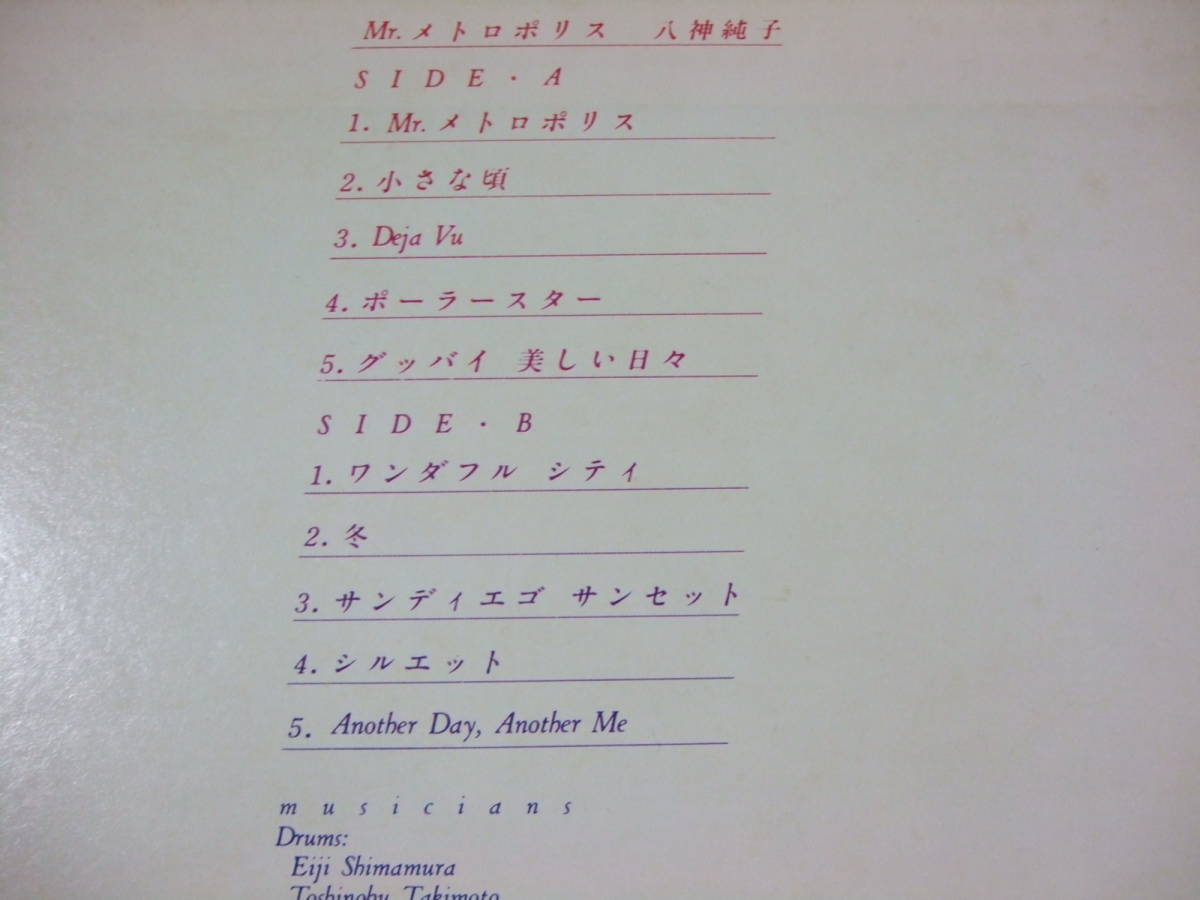 Mr.メトロポリス 八神純子
SIDE・A
1. Mr.メトロポリス
2. 小さな頃
3. Deja Vu
4. ポーラースター
5. グッバイ 美しい日々
SIDE・B
1. ワンダフル シティ
2. 冬
3. サンディエゴ サンセット
4. シルエット
5. Another Day, Another Me
musicians
Drums:
Eiji Shimamura
Toshinobu Takimoto